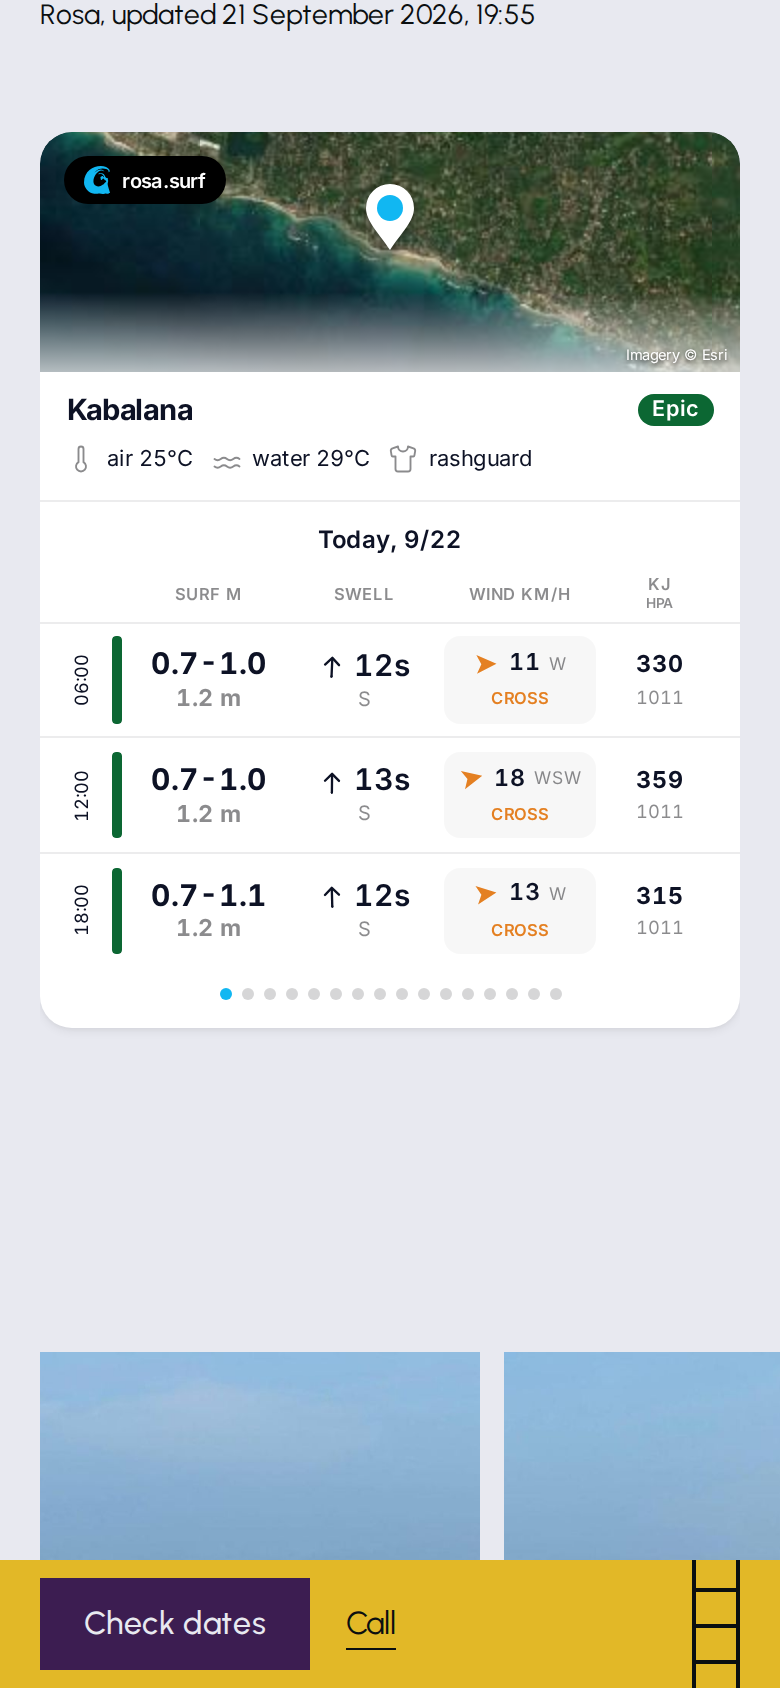 Rosa, updated 21 September 2026, 19:55
rosa.surf
Imagery © Esri
Kabalana
Epic
air 25°C water 29°C rashguard
Today, 9/22
SURF M SWELL WIND KM/H KJ
HPA
06:00 0.7-1.0 12s 11 W 330
1.2 m S CROSS 1011
12:00 0.7-1.0 13s 18 WSW 359
1.2 m S CROSS 1011
18:00 0.7-1.1 12s 13 W 315
1.2 m S CROSS 1011
Check dates Call